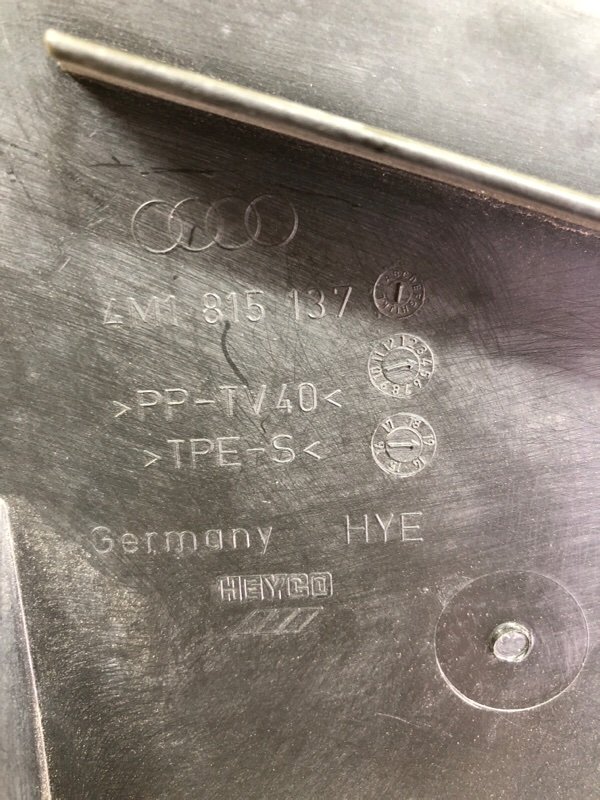 4M1 815 137
>PP-TV40<
>TPE-S<
Germany HYE
HEYCO